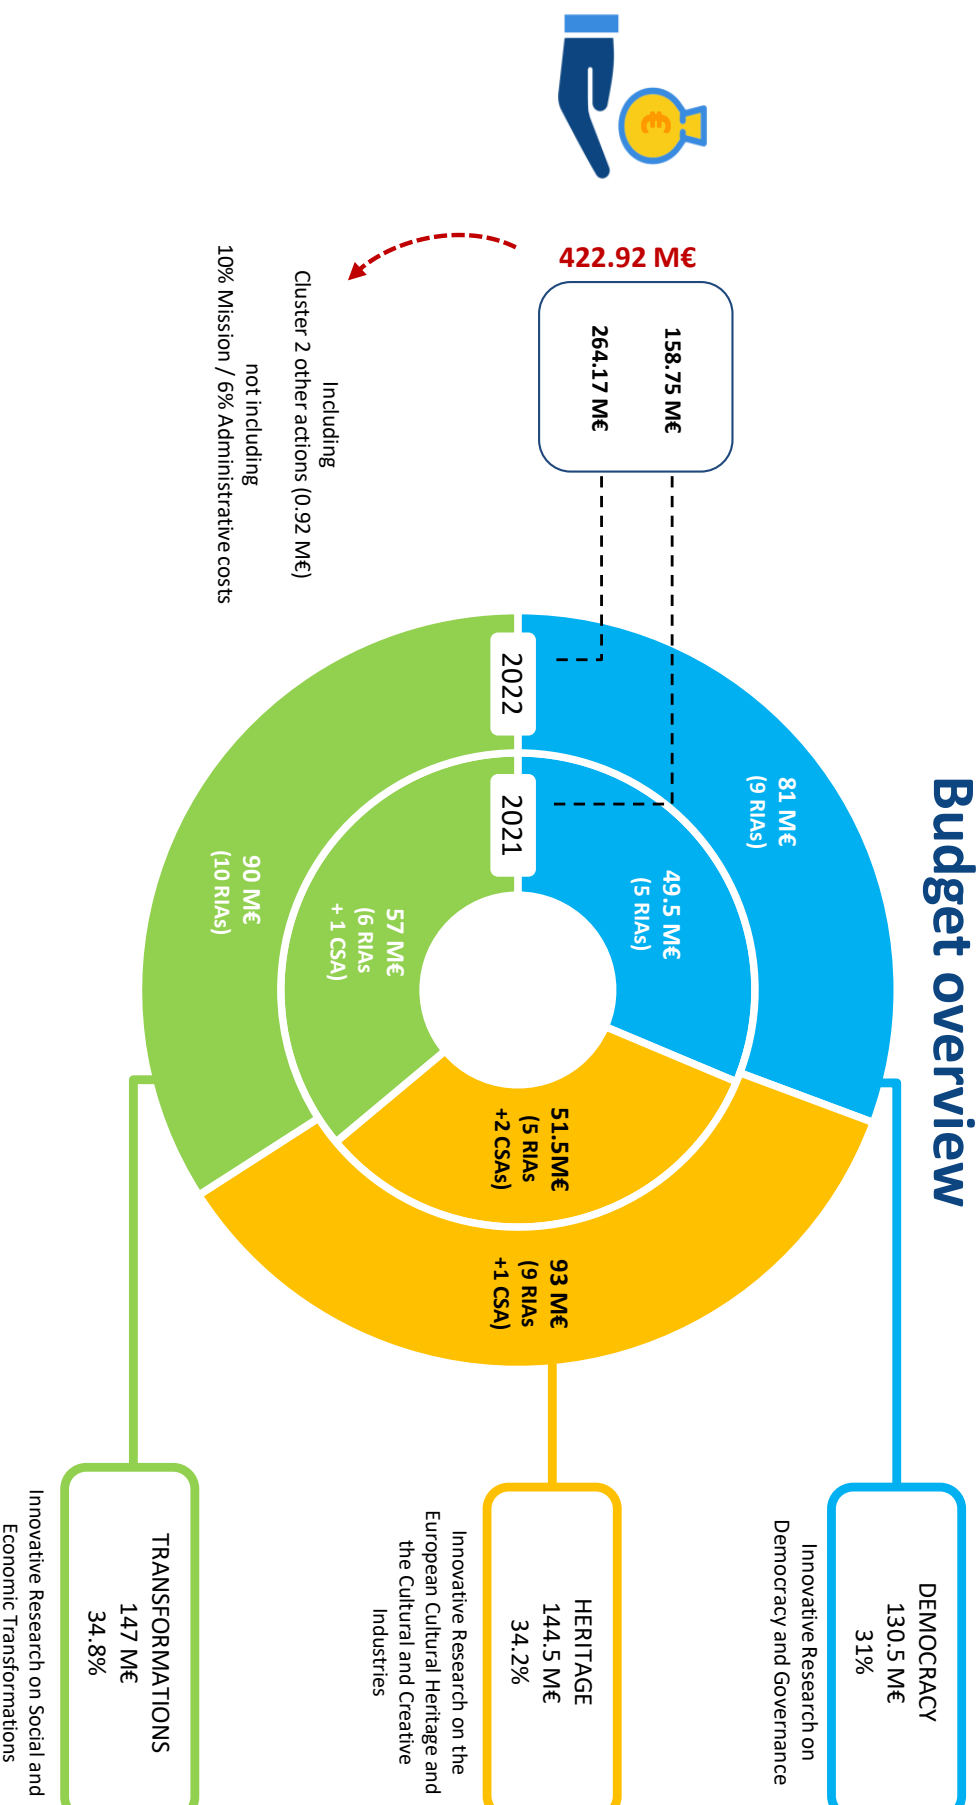 Budget overview
422.92 M€
158.75 M€
264.17 M€
Including
Cluster 2 other actions (0.92 M€)
not including
10% Mission / 6% Administrative costs
2022
2021
81 M€
(9 RIAs)
49.5 M€
(5 RIAs)
57 M€
(6 RIAs
+ 1 CSA)
90 M€
(10 RIAs)
51.5M€
(5 RIAs
+2 CSAs)
93 M€
(9 RIAs
+1 CSA)
DEMOCRACY
130.5 M€
31%
Innovative Research on
Democracy and Governance
HERITAGE
144.5 M€
34.2%
Innovative Research on the
European Cultural Heritage and
the Cultural and Creative
Industries
TRANSFORMATIONS
147 M€
34.8%
Innovative Research on Social and
Economic Transformations
€